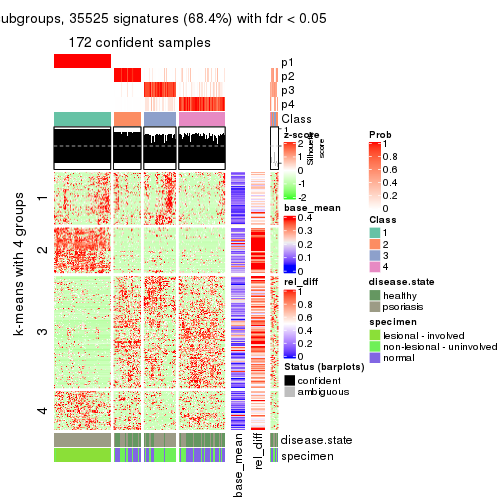 ubgroups, 35525 signatures (68.4%) with fdr < 0.05
172 confident samples
p1
p2
p3
p4
Class
z-score
2
1
0
-1
-2
Silhouette
score
1
0
base_mean
0.4
0.3
0.2
0.1
0
rel_diff
1
0.8
0.6
0.4
0.2
0
Status (barplots)
confident
ambiguous
Prob
1
0.8
0.6
0.4
0.2
0
Class
1
2
3
4
disease.state
healthy
psoriasis
specimen
lesional - involved
non-lesional - uninvolved
normal
k-means with 4 groups
1
2
3
4
disease.state
specimen
base_mean
rel_diff